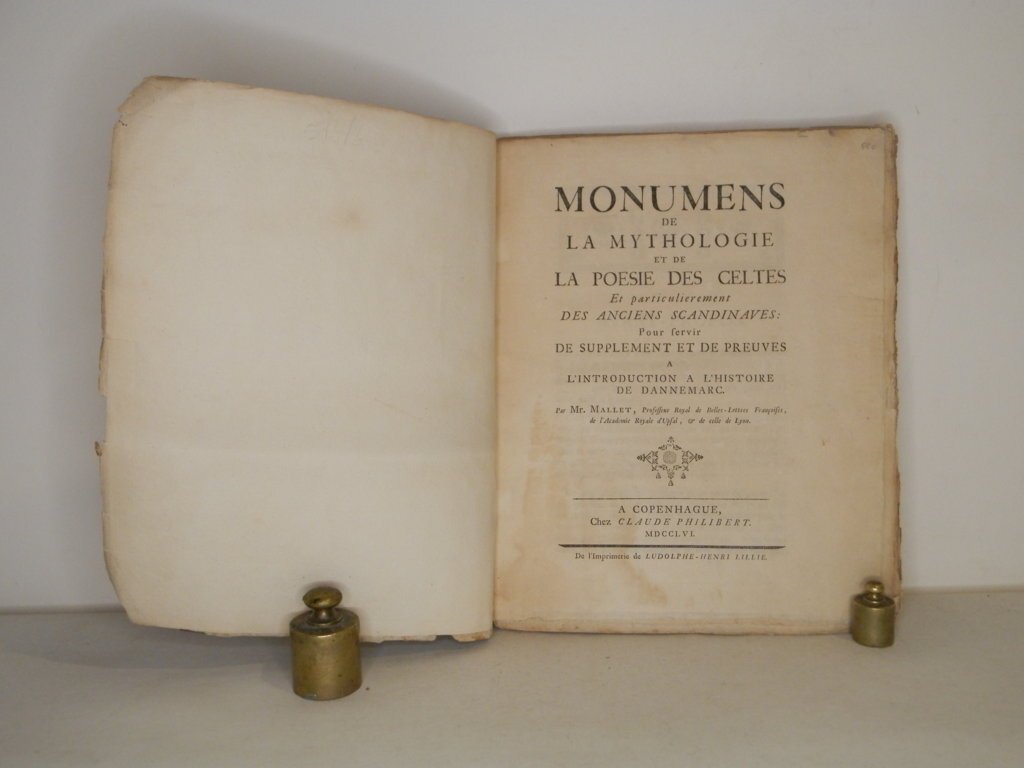 MONUMENS
DE
LA MYTHOLOGIE
ET DE
LA POESIE DES CELTES
Et particulierement
DES ANCIENS SCANDINAVES:
Pour ſervir
DE SUPPLEMENT ET DE PREUVES
A
L'INTRODUCTION A L'HISTOIRE
DE DANNEMARC.
Par Mr. MALLET, Profeſſeur Royal de Belles-Lettres Françoiſes,
de l'Academie Royale d'Upſal, & de celle de Lyon.
A COPENHAGUE,
Chez CLAUDE PHILIBERT.
MDCCLVI.
De l'Imprimerie de LUDOLPHE-HENRI LILLIE.